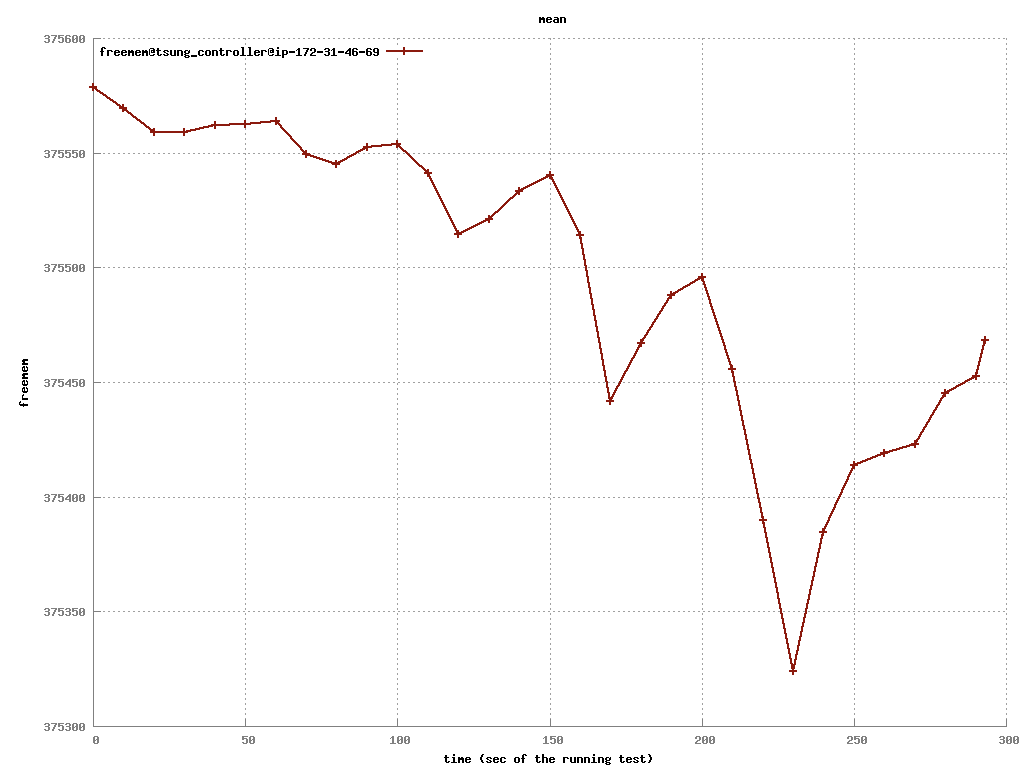 mean
375600
freemem@tsung_controller@ip-172-31-46-69
375550
375500
375450
freemem
375400
375350
375300
0 50 100 150 200 250 300
time (sec of the running test)